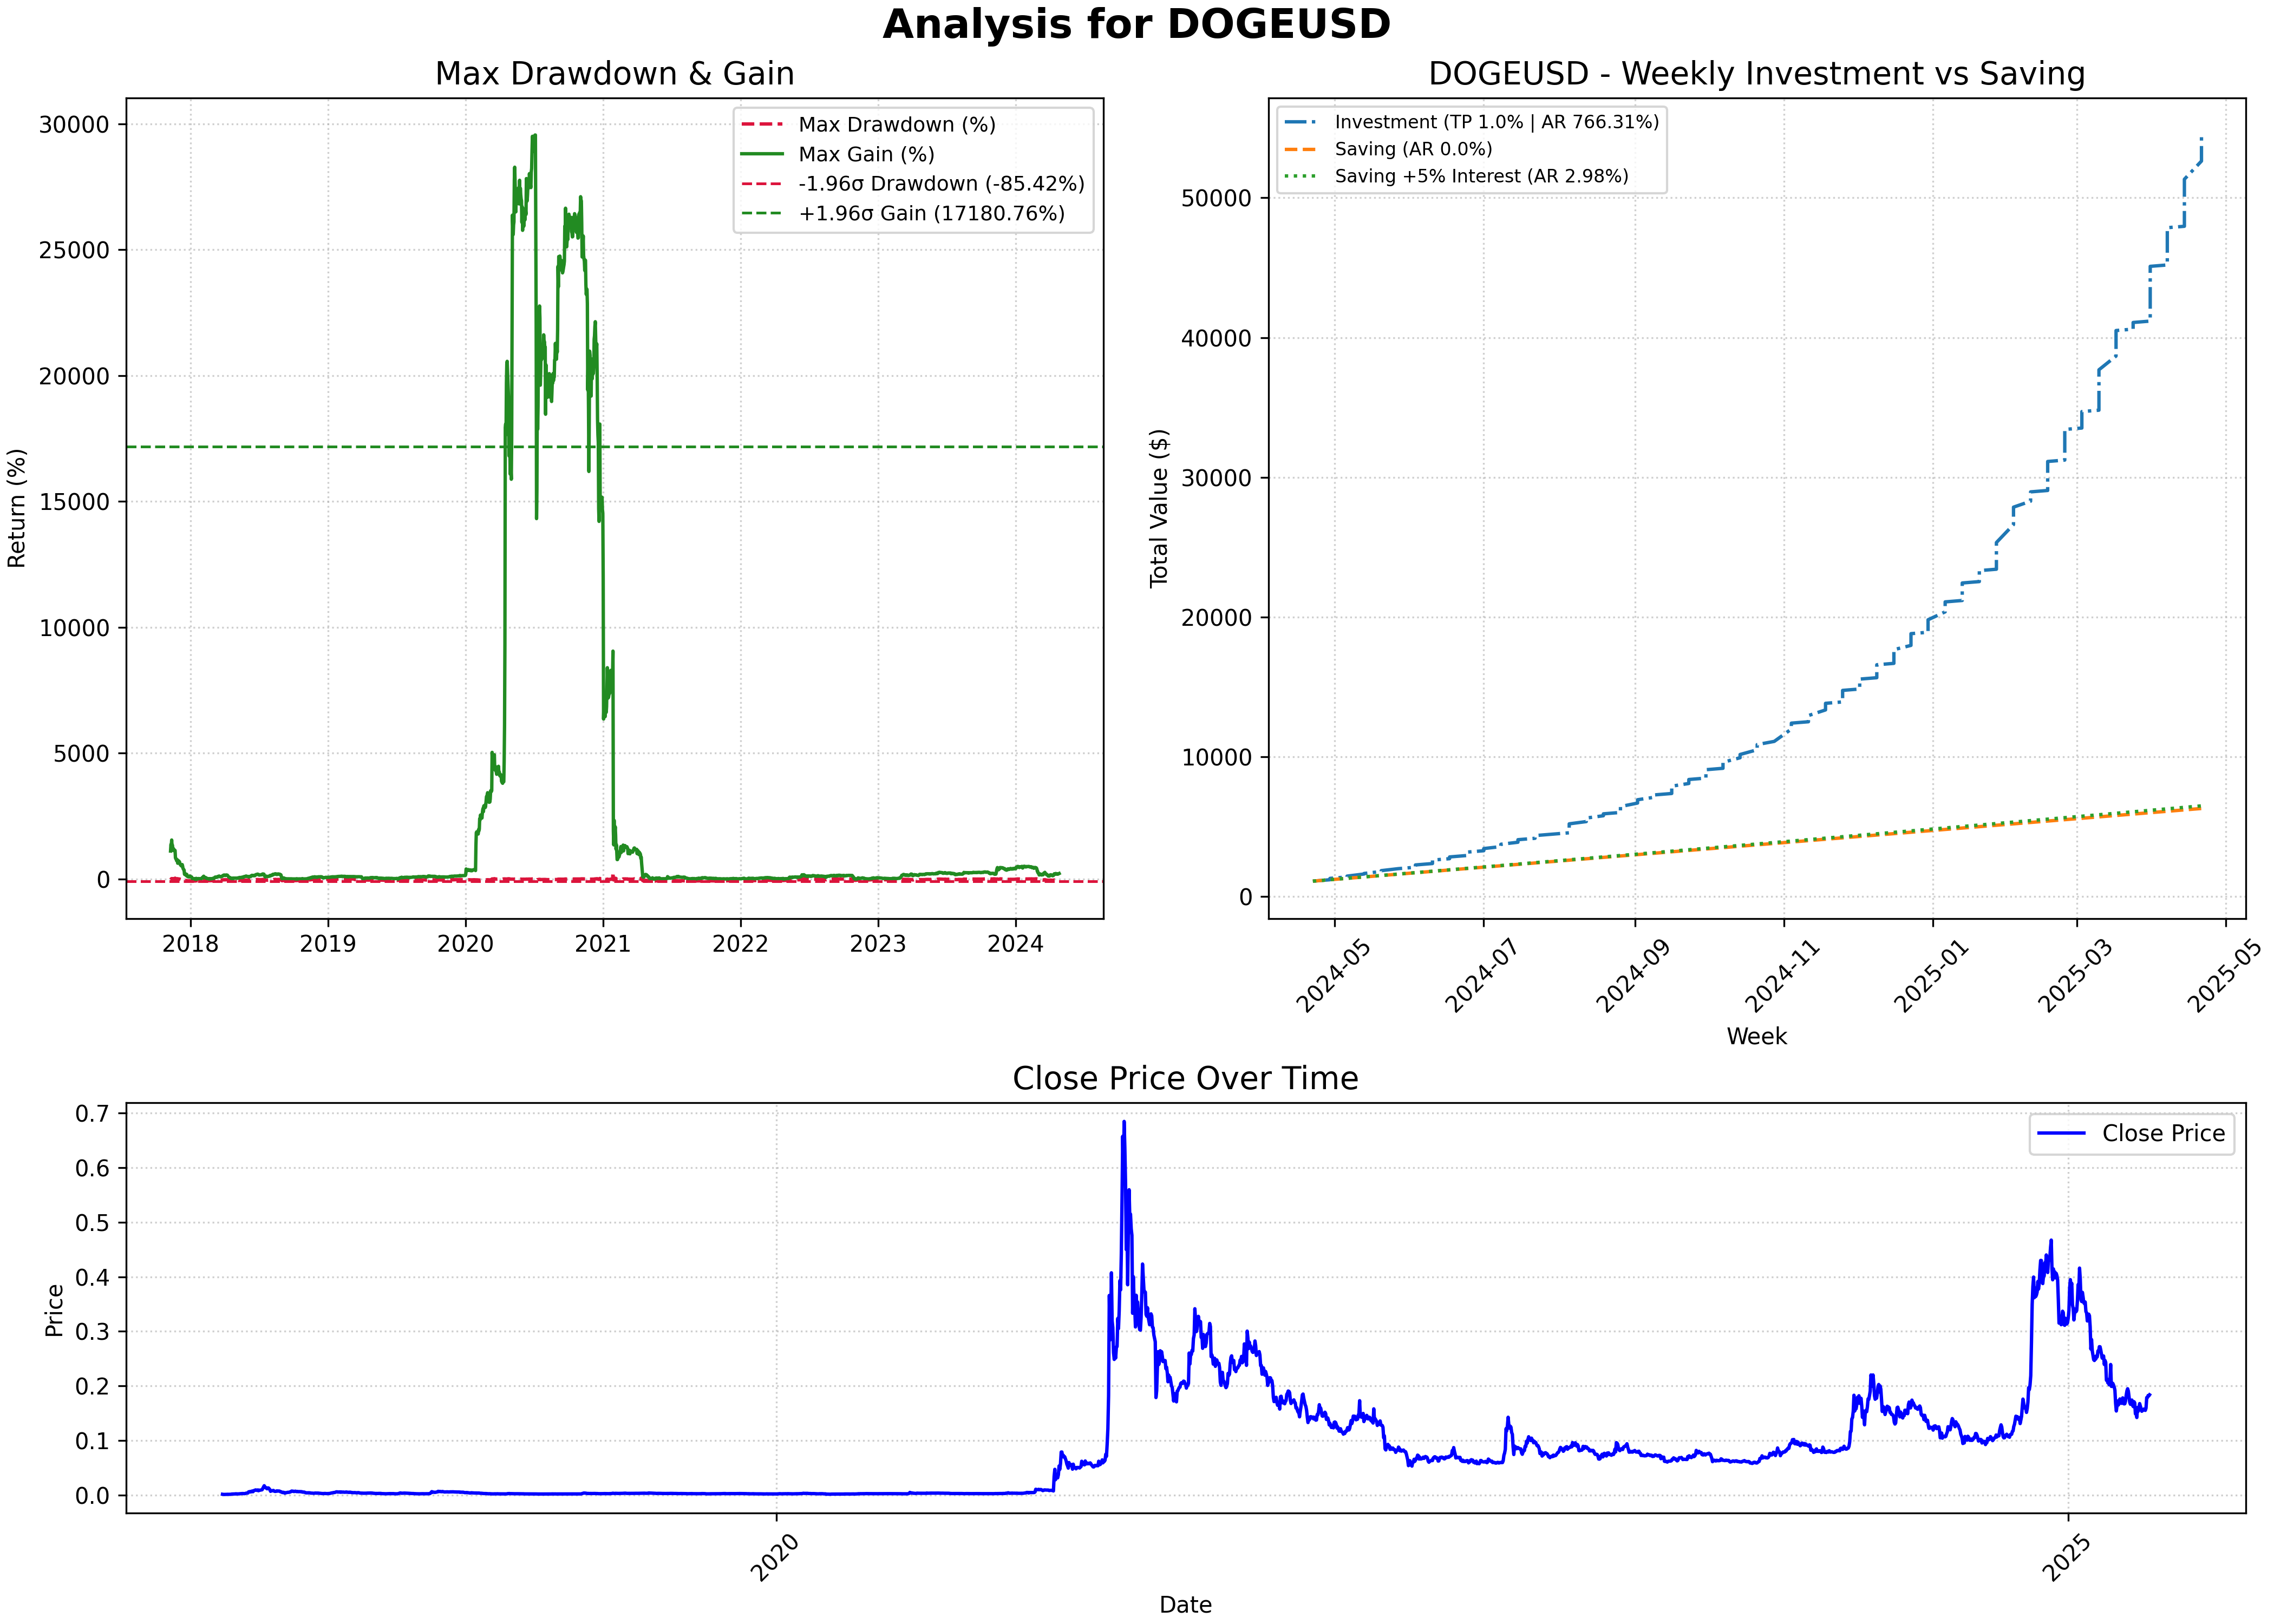 Analysis for DOGEUSD
Max Drawdown & Gain
Return (%)
30000
25000
20000
15000
10000
5000
0
Max Drawdown (%)
Max Gain (%)
-1.96σ Drawdown (-85.42%)
+1.96σ Gain (17180.76%)
2018
2019
2020
2021
2022
2023
2024
DOGEUSD - Weekly Investment vs Saving
Total Value ($)
50000
40000
30000
20000
10000
0
Investment (TP 1.0% | AR 766.31%)
Saving (AR 0.0%)
Saving +5% Interest (AR 2.98%)
2024-05
2024-07
2024-09
2024-11
2025-01
2025-03
2025-05
Week
Close Price Over Time
Price
0.7
0.6
0.5
0.4
0.3
0.2
0.1
0.0
Close Price
2020
2025
Date